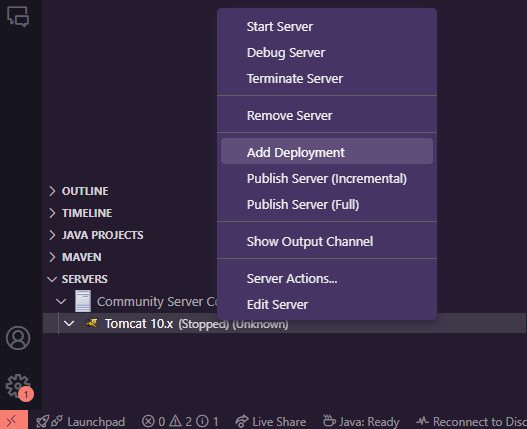 Start Server
Debug Server
Terminate Server
Remove Server
Add Deployment
Publish Server (Incremental)
Publish Server (Full)
Show Output Channel
Server Actions...
Edit Server
OUTLINE
TIMELINE
JAVA PROJECTS
MAVEN
SERVERS
Community Server Co
Tomcat 10.x (Stopped) (Unknown)
1
Launchpad 0 2 1 Live Share Java: Ready Reconnect to Disc